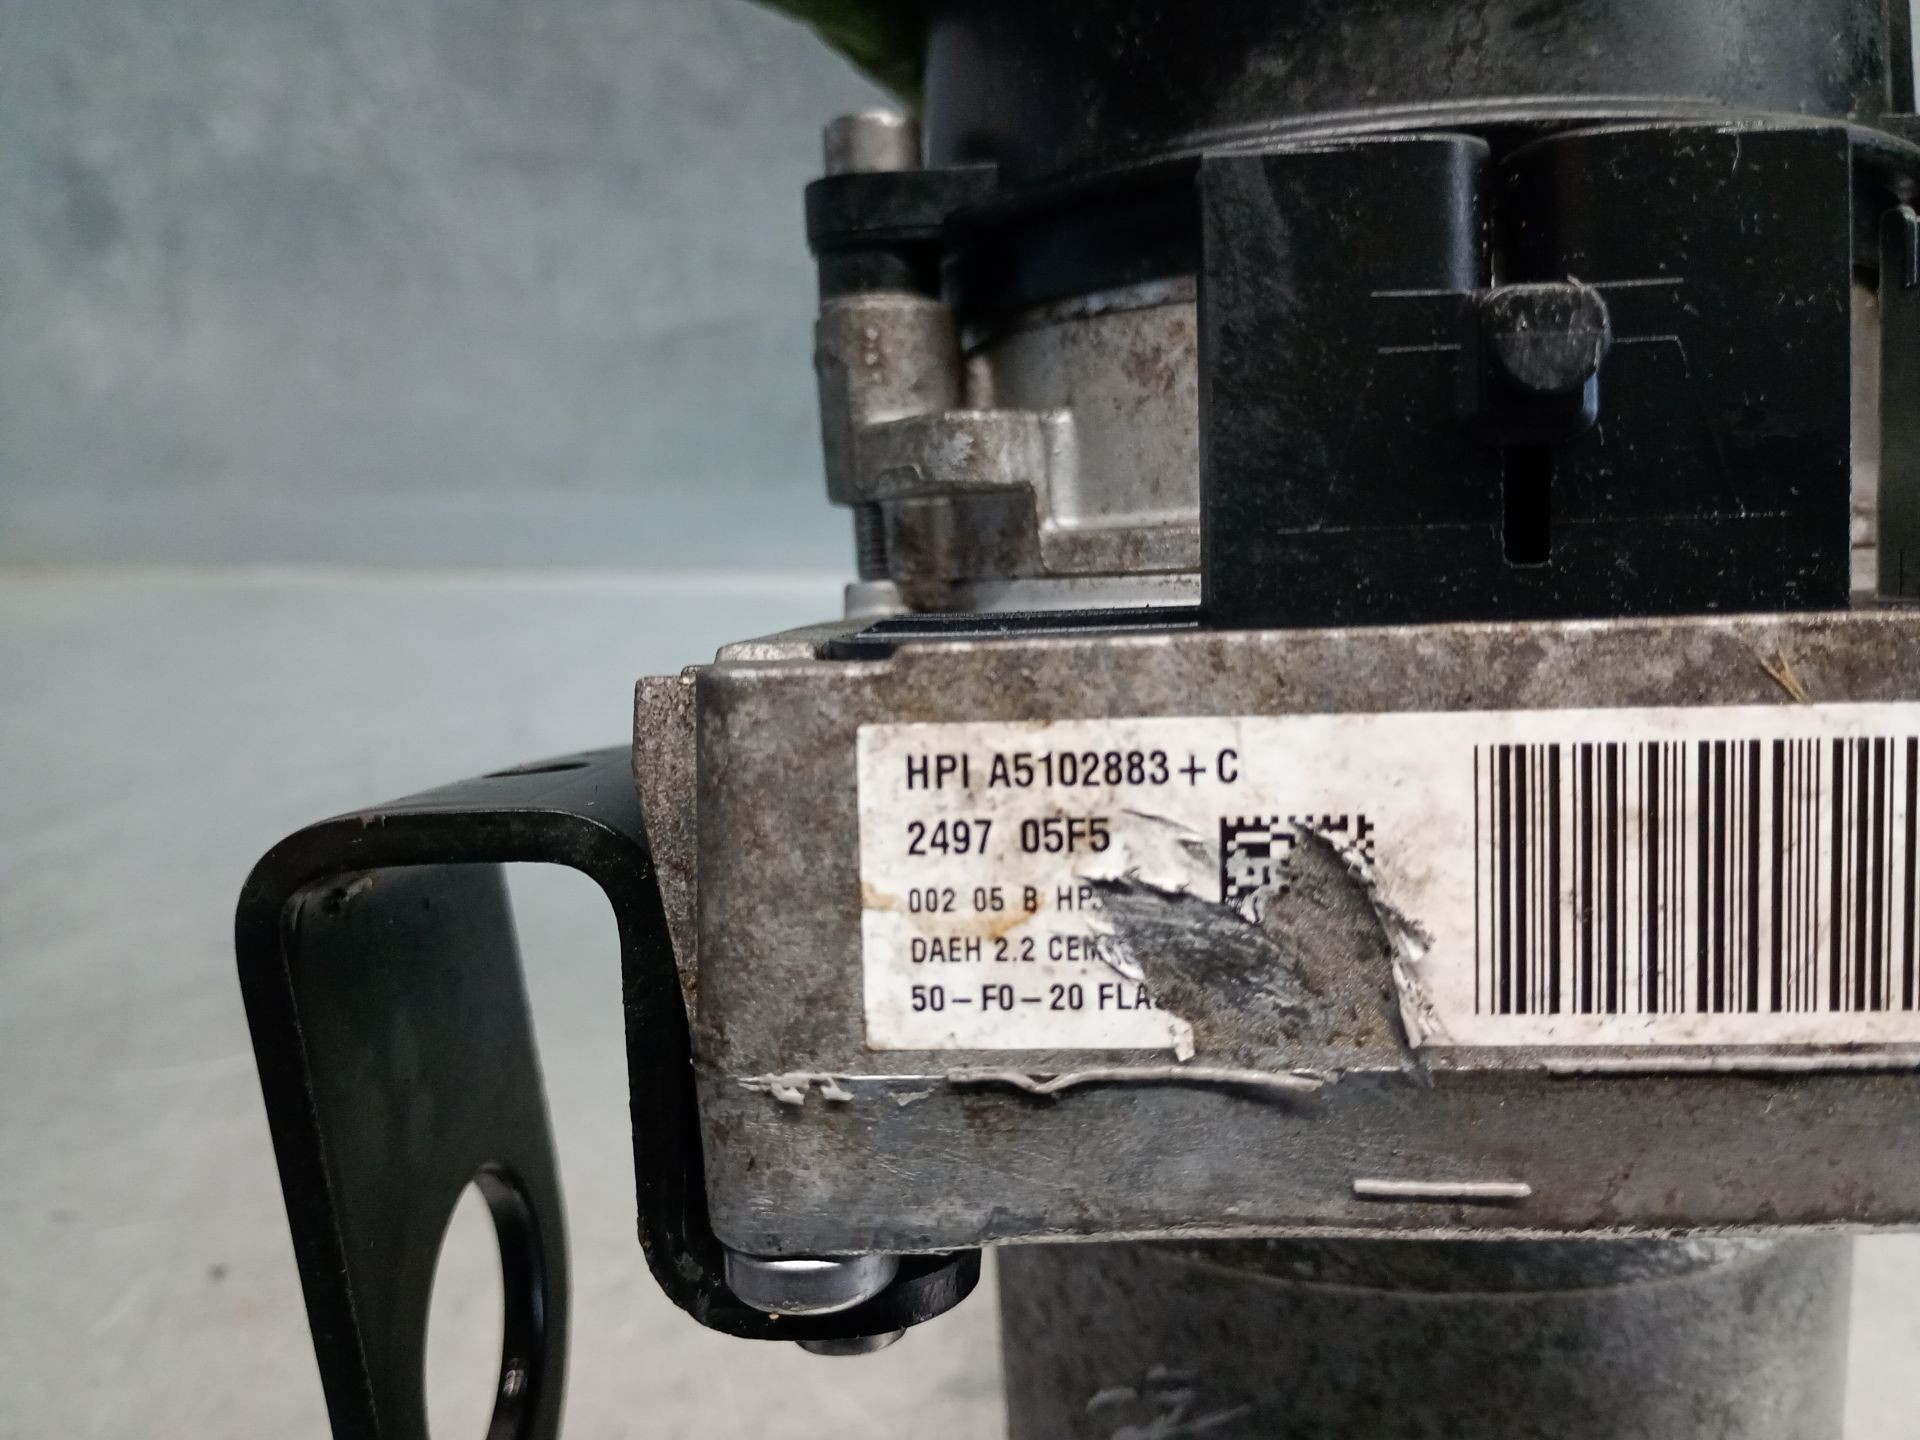 HPI A5102883+C
2497 05F5
002 05 B
DAEH 2.2
50-F0-20